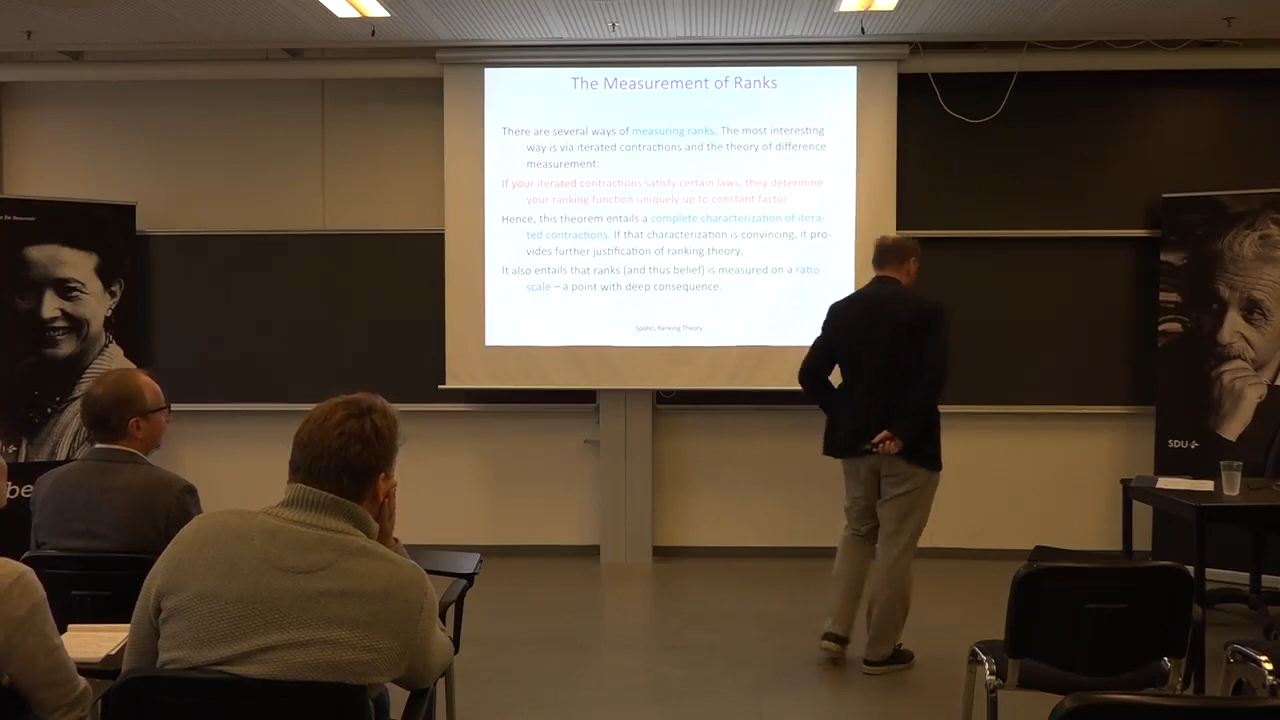 The Measurement of Ranks
There are several ways of measuring ranks. The most interesting
way is via iterated contractions and the theory of difference
measurement:
If your iterated contractions satisfy certain laws, they determine
your ranking function uniquely up to constant factor
Hence, this theorem entails a complete characterization of itera-
ted contractions. If that characterization is convincing, it pro-
vides further justification of ranking theory.
It also entails that ranks (and thus belief) is measured on a ratio
scale – a point with deep consequence.
Spohn, Ranking Theory
De Beauvoir
be
SDU